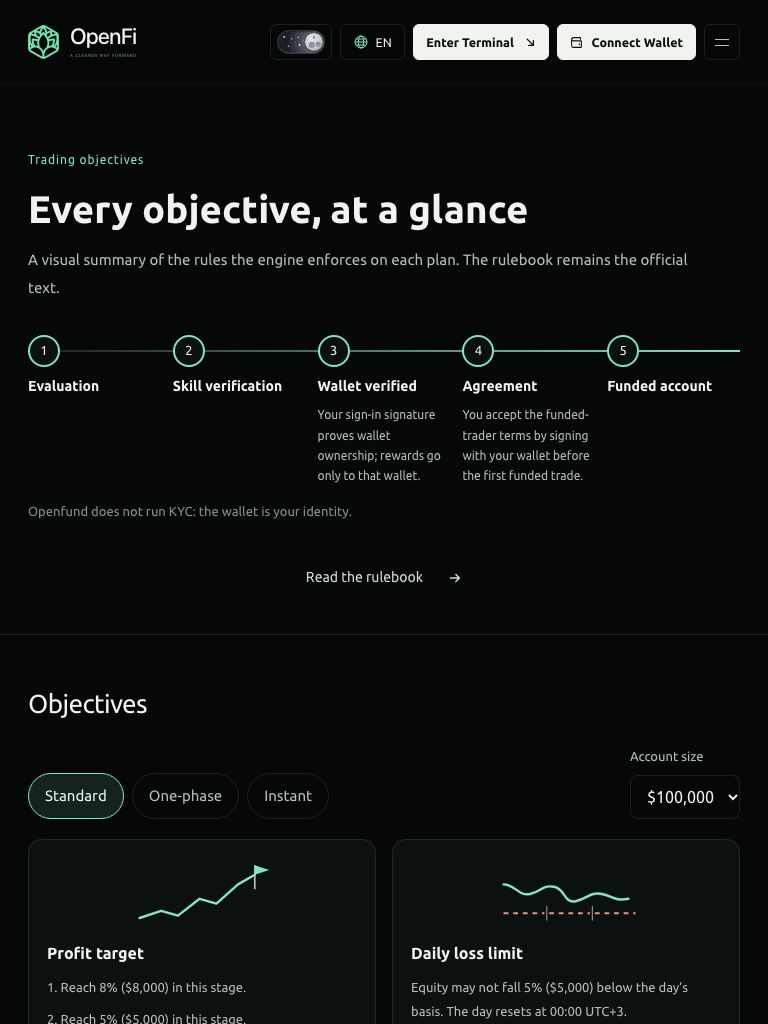 OpenFi
A CLEARER WAY FORWARD
EN
Enter Terminal
Connect Wallet
Trading objectives
Every objective, at a glance
A visual summary of the rules the engine enforces on each plan. The rulebook remains the official
text.
1
2
3
4
5
Evaluation
Skill verification
Wallet verified
Your sign-in signature
proves wallet
ownership; rewards go
only to that wallet.
Agreement
You accept the funded-
trader terms by signing
with your wallet before
the first funded trade.
Funded account
Openfund does not run KYC: the wallet is your identity.
Read the rulebook →
Objectives
Account size
Standard
One-phase
Instant
$100,000
Profit target
1. Reach 8% ($8,000) in this stage.
2. Reach 5% ($5,000) in this stage.
Daily loss limit
Equity may not fall 5% ($5,000) below the day's
basis. The day resets at 00:00 UTC+3.